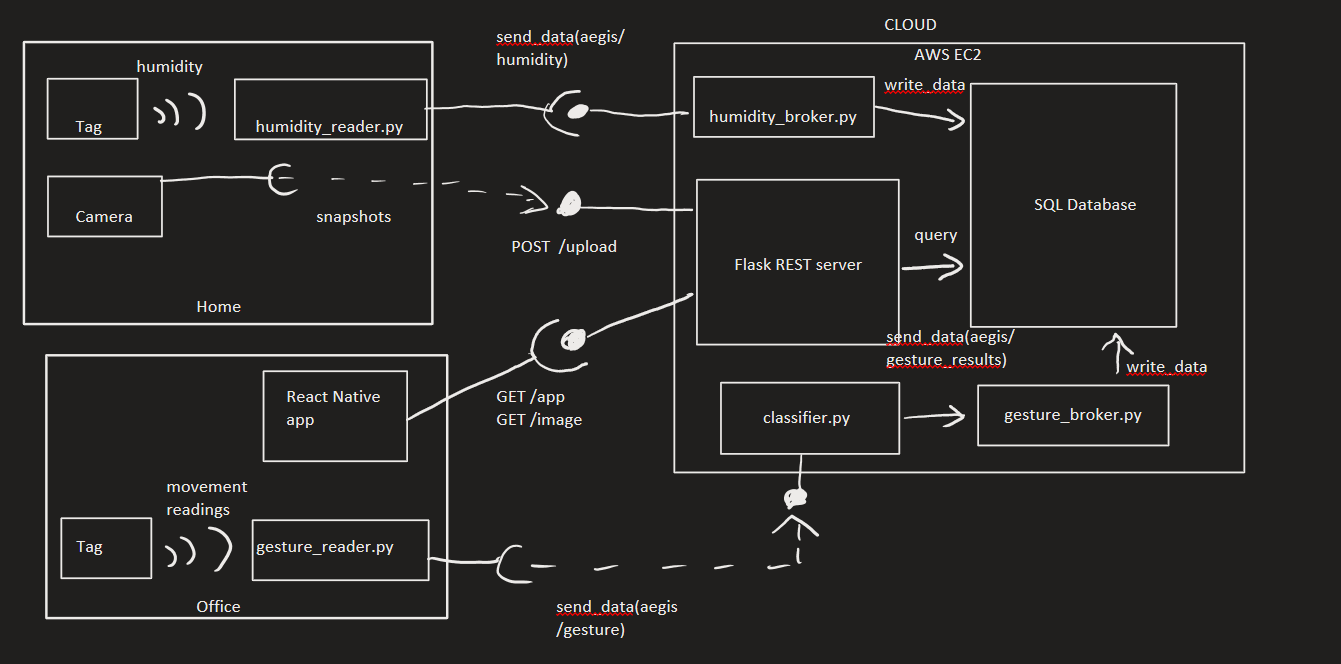 CLOUD
AWS EC2
send_data(aegis/
humidity)
humidity
Tag
humidity_reader.py
humidity_broker.py
write_data
Camera
snapshots
POST  /upload
Flask REST server
query
SQL Database
Home
send_data(aegis/
gesture_results)
write_data
React Native
app
GET /app
GET /image
classifier.py
gesture_broker.py
movement
readings
Tag
gesture_reader.py
Office
send_data(aegis
/gesture)